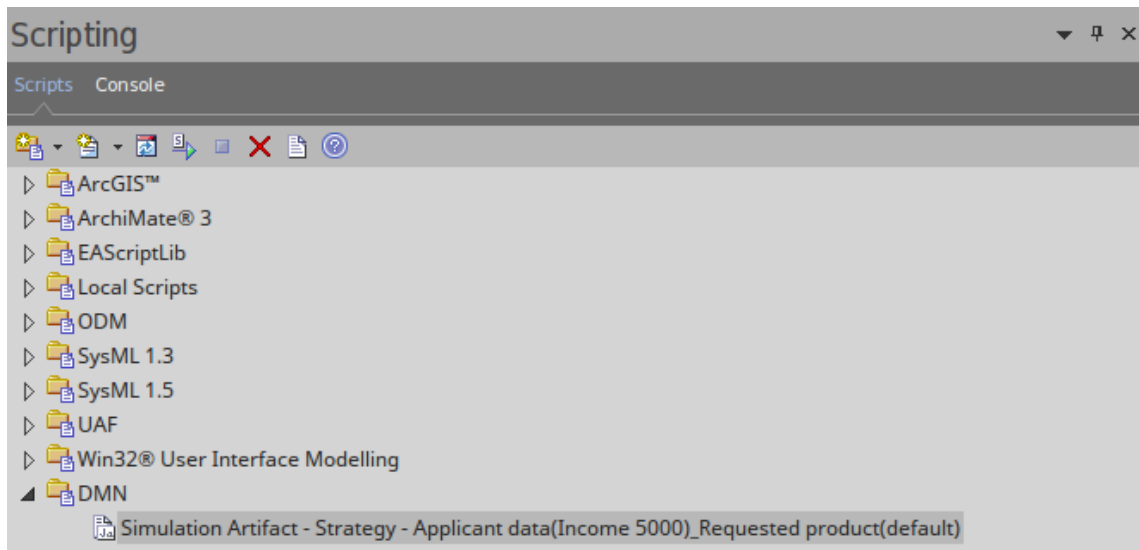 Scripting
Scripts Console
ArcGIS™
ArchiMate® 3
EAScriptLib
Local Scripts
ODM
SysML 1.3
SysML 1.5
UAF
Win32® User Interface Modelling
DMN
Simulation Artifact - Strategy - Applicant data(Income 5000)_Requested product(default)